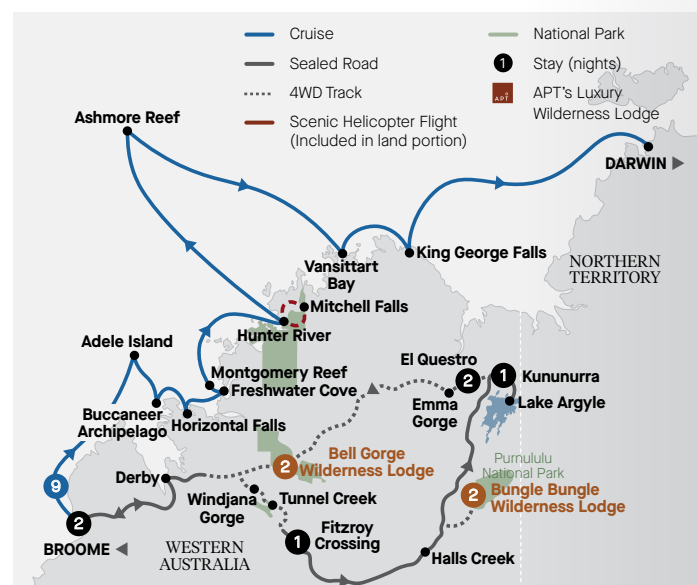 Cruise
Sealed Road
4WD Track
Scenic Helicopter Flight
(Included in land portion)
National Park
1
Stay (nights)
APT
APT's Luxury
Wilderness Lodge
Ashmore Reef
DARWIN
Vansittart
Bay
King George Falls
NORTHERN
TERRITORY
Mitchell Falls
Hunter River
Adele Island
Montgomery Reef
Freshwater Cove
El Questro
2
1
Kununurra
Emma
Gorge
Lake Argyle
Buccaneer
Archipelago
Horizontal Falls
2
Bell Gorge
Wilderness Lodge
Purnululu
National Park
Derby
9
Windjana
Gorge
Tunnel Creek
2
Bungle Bungle
Wilderness Lodge
2
BROOME
1
Fitzroy
Crossing
WESTERN
AUSTRALIA
Halls Creek